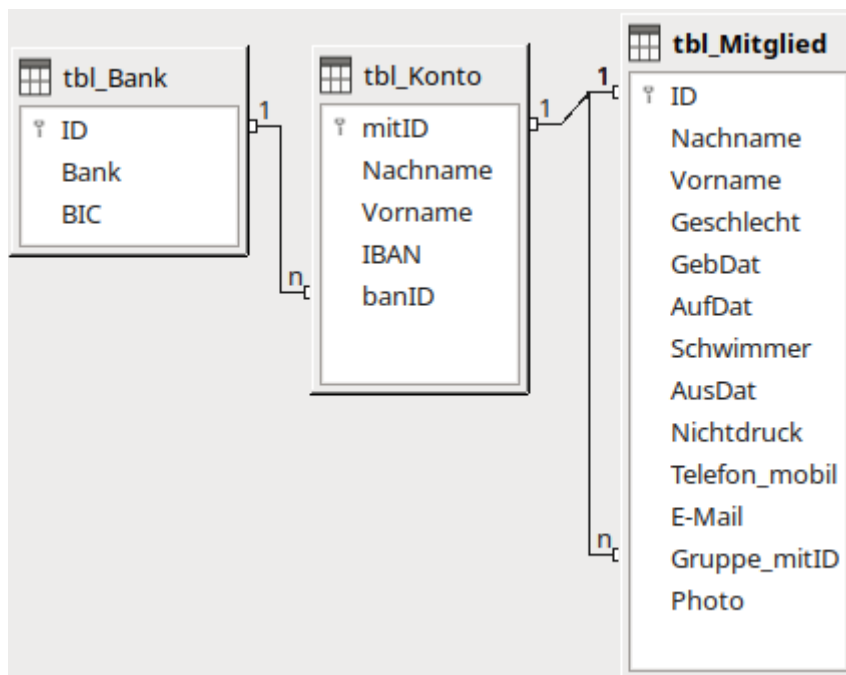 tbl_Bank
ID
Bank
BIC
1
n
tbl_Konto
mitID
Nachname
Vorname
IBAN
banID
1
1
n
tbl_Mitglied
ID
Nachname
Vorname
Geschlecht
GebDat
AufDat
Schwimmer
AusDat
Nichtdruck
Telefon_mobil
E-Mail
Gruppe_mitID
Photo